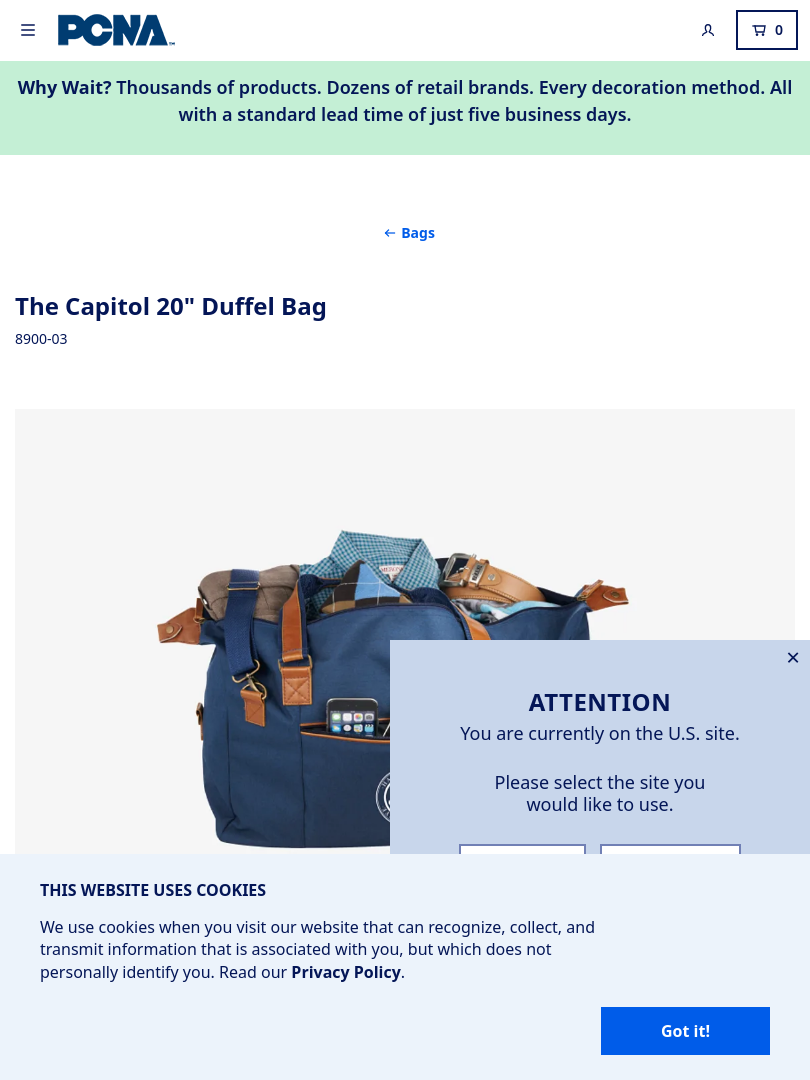 PCNA
0
Why Wait? Thousands of products. Dozens of retail brands. Every decoration method. All
with a standard lead time of just five business days.
← Bags
The Capitol 20" Duffel Bag
8900-03
ATTENTION
You are currently on the U.S. site.
Please select the site you
would like to use.
THIS WEBSITE USES COOKIES
We use cookies when you visit our website that can recognize, collect, and
transmit information that is associated with you, but which does not
personally identify you. Read our Privacy Policy.
Got it!